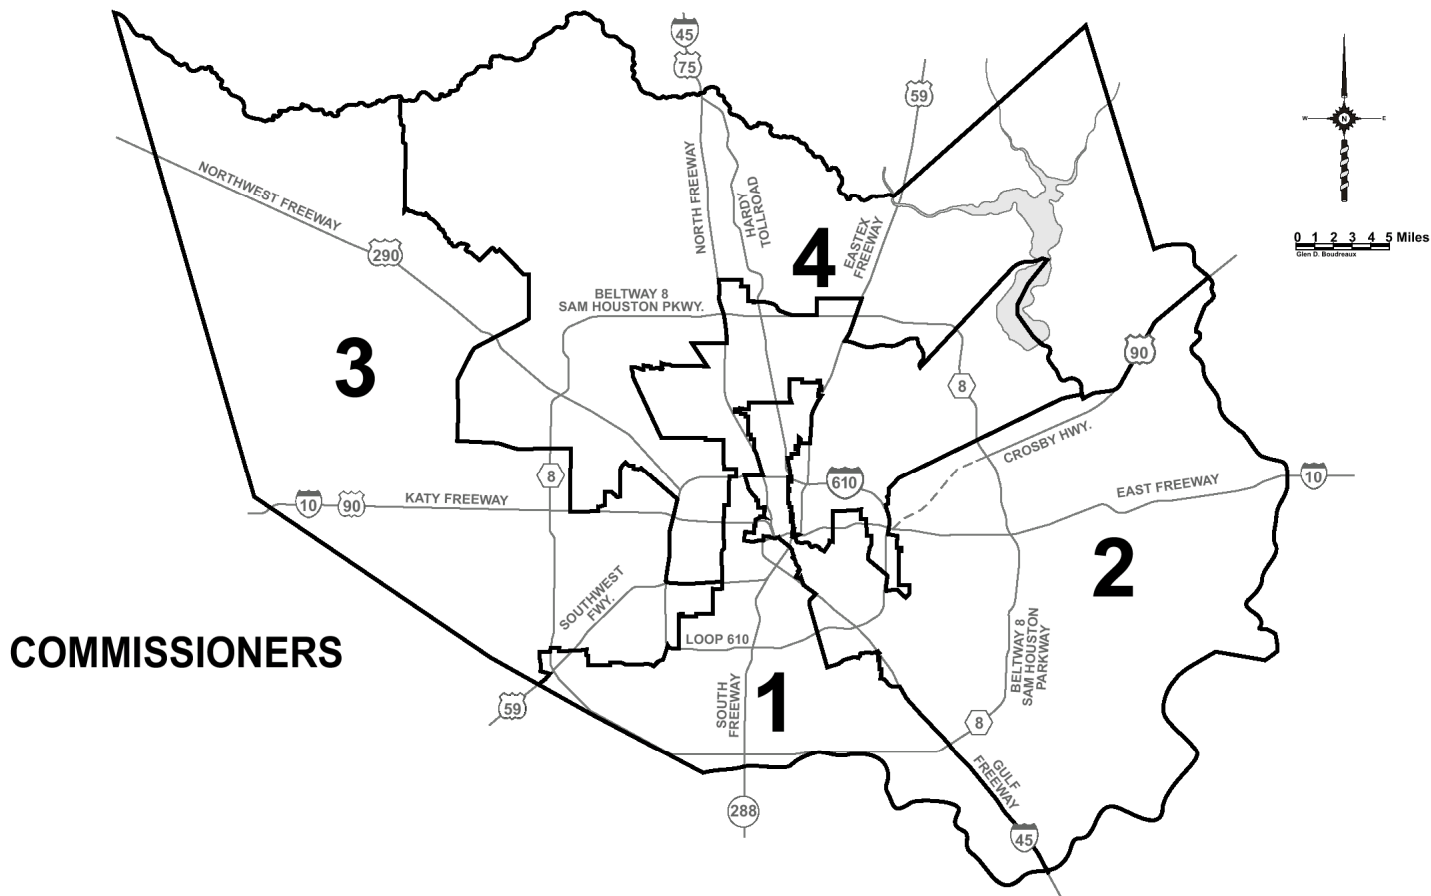 45
75
59
N
W
E
0 1 2 3 4 5 Miles
Glen D. Boudreaux
NORTHWEST FREEWAY
290
NORTH FREEWAY
HARDY
TOLLROAD
4
EASTEX
FREEWAY
BELTWAY 8
SAM HOUSTON PKWY.
3
90
8
CROSBY HWY.
8
610
10
90
KATY FREEWAY
EAST FREEWAY
10
2
SOUTHWEST
FWY.
LOOP 610
COMMISSIONERS
BELTWAY 8
SAM HOUSTON
PARKWAY
59
SOUTH
FREEWAY
1
8
GULF
FREEWAY
288
45